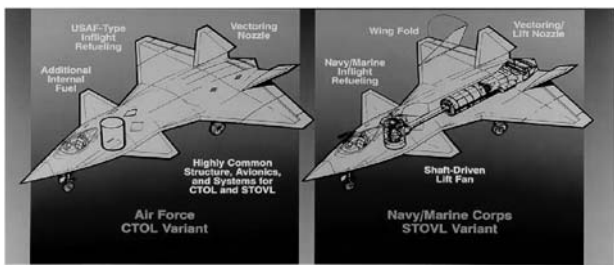 USAF-Type
Inflight
Refueling
Vectoring
Nozzle
Additional
Internal
Fuel
Highly Common
Structure, Avionics,
and Systems for
CTOL and STOVL
Air Force
CTOL Variant
Wing Fold
Vectoring/
Lift Nozzle
Navy/Marine
Inflight
Refueling
Shaft-Driven
Lift Fan
Navy/Marine Corps
STOVL Variant